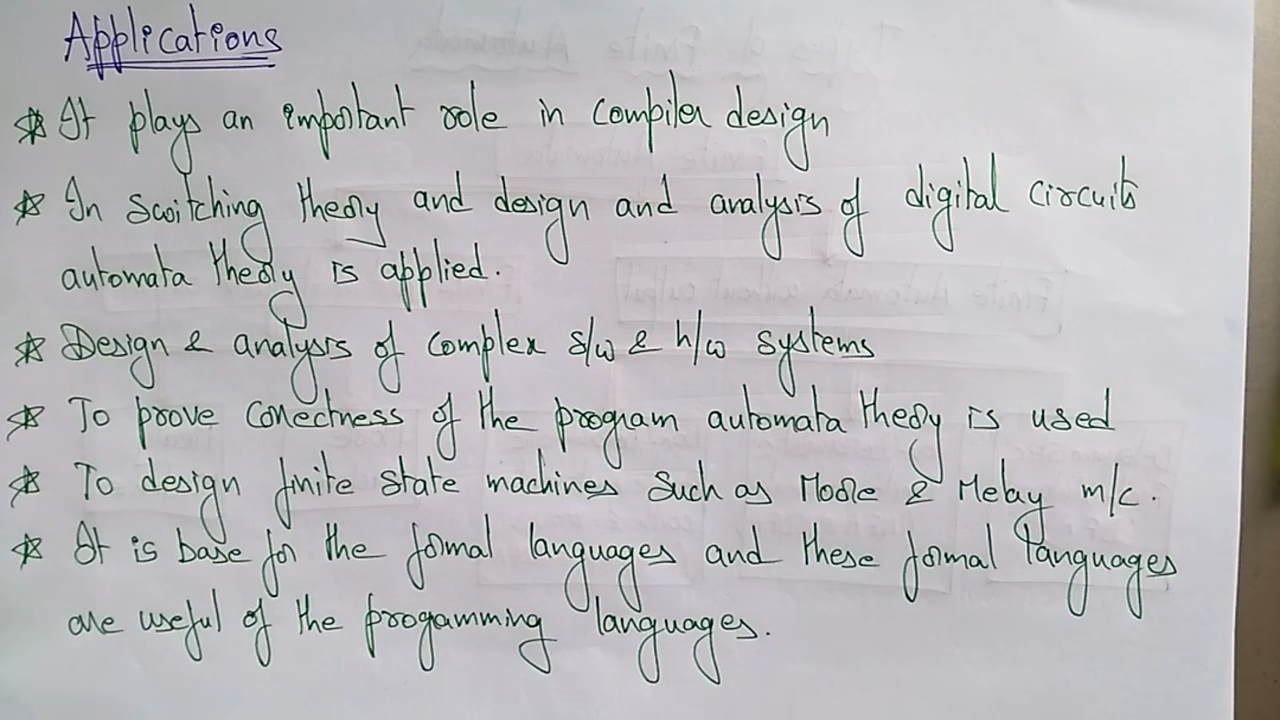 Applications
☆ It plays an important role in compiler design
☆ In switching theory and design and analysis of digital circuits
automata theory is applied.
☆ Design & analysis of complex s/w & h/w systems
☆ To prove correctness of the program automata theory is used
☆ To design finite state machines such as Moore & Melay m/c.
☆ It is base for the formal languages and these formal languages
are useful of the progamming languages.